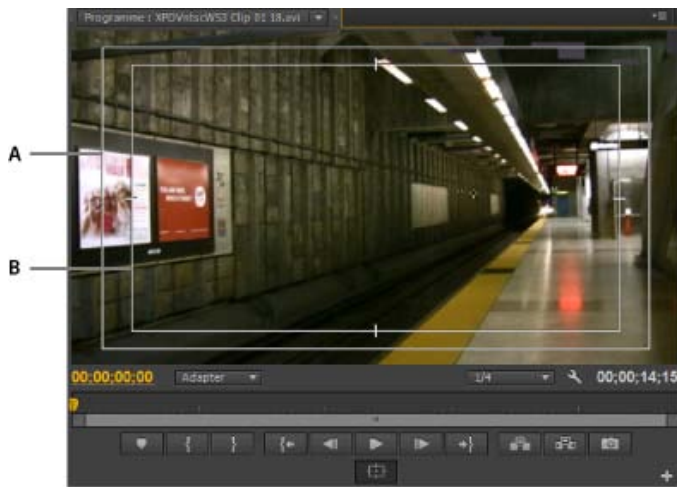 Programme : XPDVntscWS3 Clip 01 18.avi
A
B
00;00;00;00
Adapter
1/4
00;00;14;15